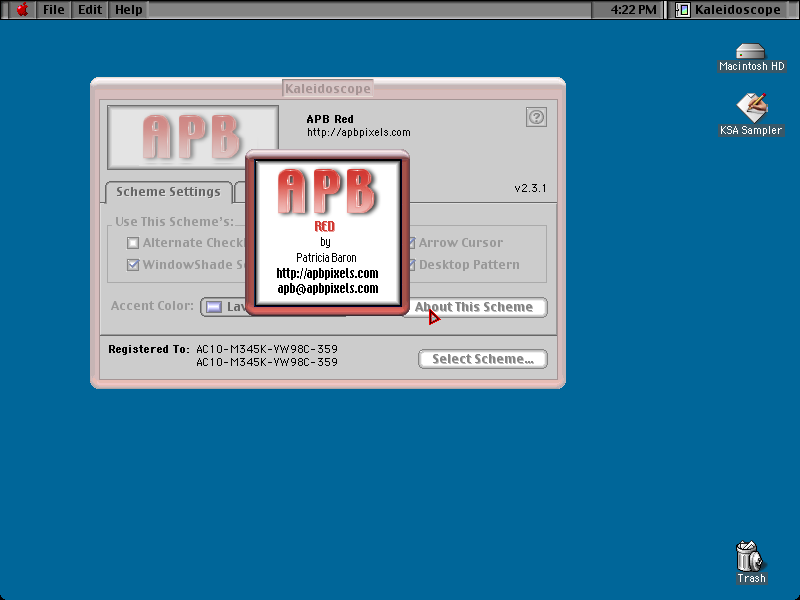 File Edit Help 4:22 PM Kaleidoscope
Macintosh HD
KSA Sampler
Kaleidoscope
APB
APB Red
http://apbpixels.com
?
v2.3.1
Scheme Settings
Use This Scheme's:
Alternate Check
Arrow Cursor
WindowShade
Desktop Pattern
Accent Color:
About This Scheme
APB
RED
by
Patricia Baron
http://apbpixels.com
apb@apbpixels.com
Registered To: AC10-M345K-VW98C-359
AC10-M345K-VW98C-359
Select Scheme...
Trash